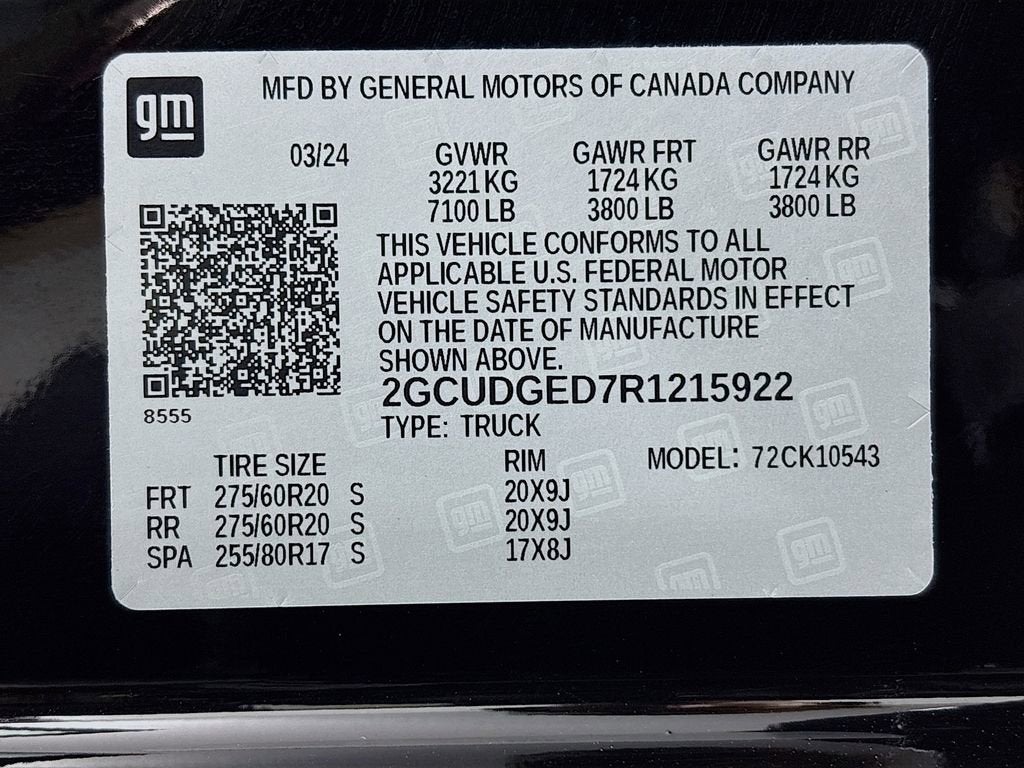 gm
MFD BY GENERAL MOTORS OF CANADA COMPANY
03/24 GVWR GAWR FRT GAWR RR
3221 KG 1724 KG 1724 KG
7100 LB 3800 LB 3800 LB
THIS VEHICLE CONFORMS TO ALL
APPLICABLE U.S. FEDERAL MOTOR
VEHICLE SAFETY STANDARDS IN EFFECT
ON THE DATE OF MANUFACTURE
SHOWN ABOVE.
2GCUDGED7R1215922
8555
TYPE: TRUCK
TIRE SIZE RIM MODEL: 72CK10543
FRT 275/60R20 S 20X9J
RR 275/60R20 S 20X9J
SPA 255/80R17 S 17X8J